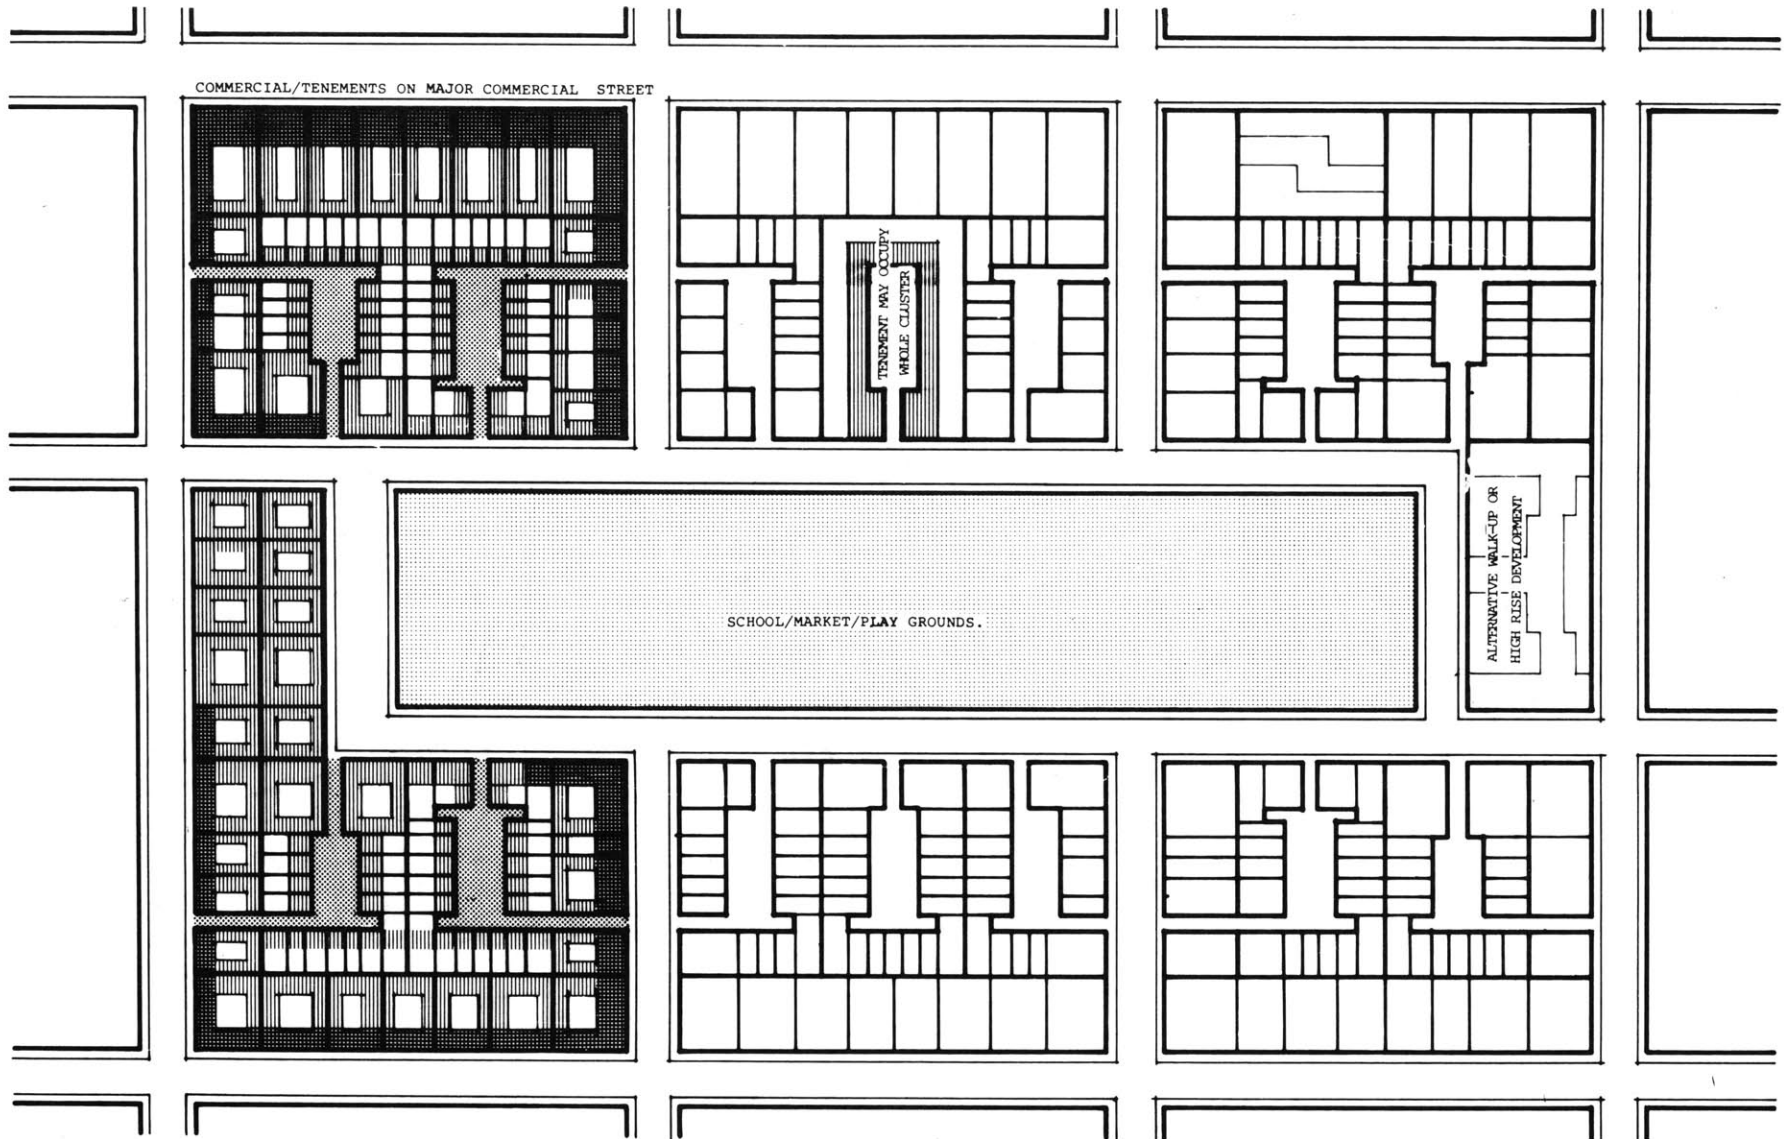 COMMERCIAL/TENEMENTS ON MAJOR COMMERCIAL STREET
TENEMENT MAY OCCUPY
WHOLE CLUSTER
ALTERNATIVE WALK-UP OR
HIGH RISE DEVELOPMENT
SCHOOL/MARKET/PLAY GROUNDS.